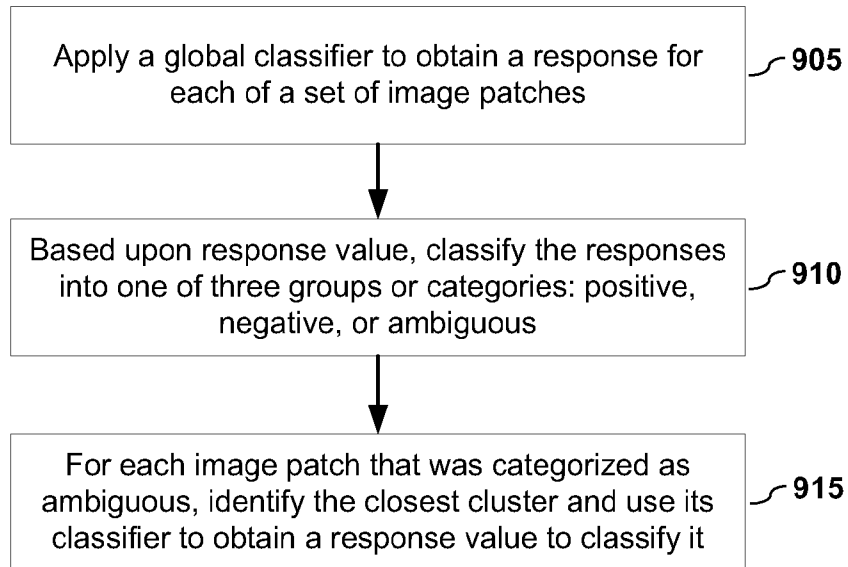 Apply a global classifier to obtain a response for
each of a set of image patches
905
Based upon response value, classify the responses
into one of three groups or categories: positive,
negative, or ambiguous
910
For each image patch that was categorized as
ambiguous, identify the closest cluster and use its
classifier to obtain a response value to classify it
915